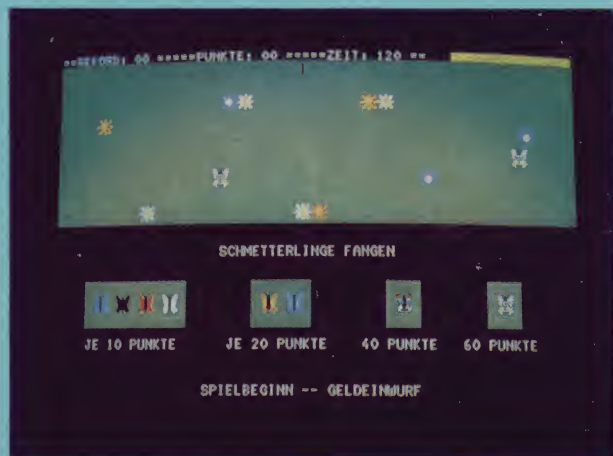 ==REKORD: 00 =====PUNKTE: 00 =====ZEIT: 120 ==
SCHMETTERLINGE FANGEN
JE 10 PUNKTE JE 20 PUNKTE 40 PUNKTE 60 PUNKTE
SPIELBEGINN -- GELDEINWURF